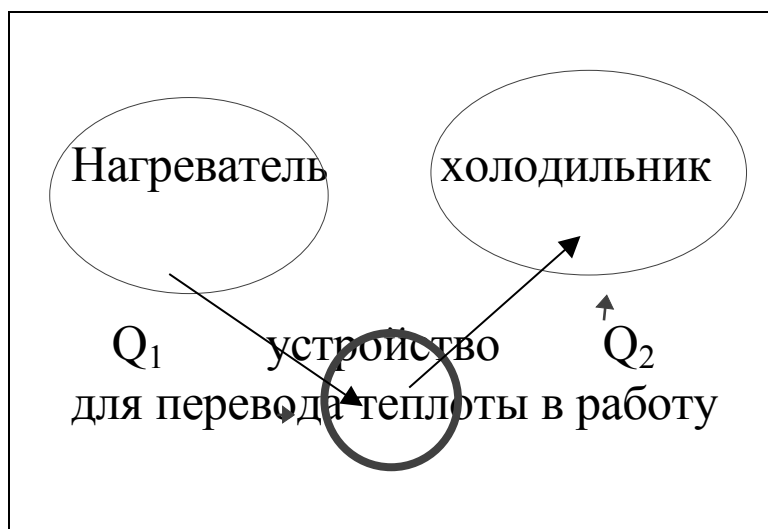 Нагреватель холодильник
Q₁ устройство Q₂
для перевода теплоты в работу